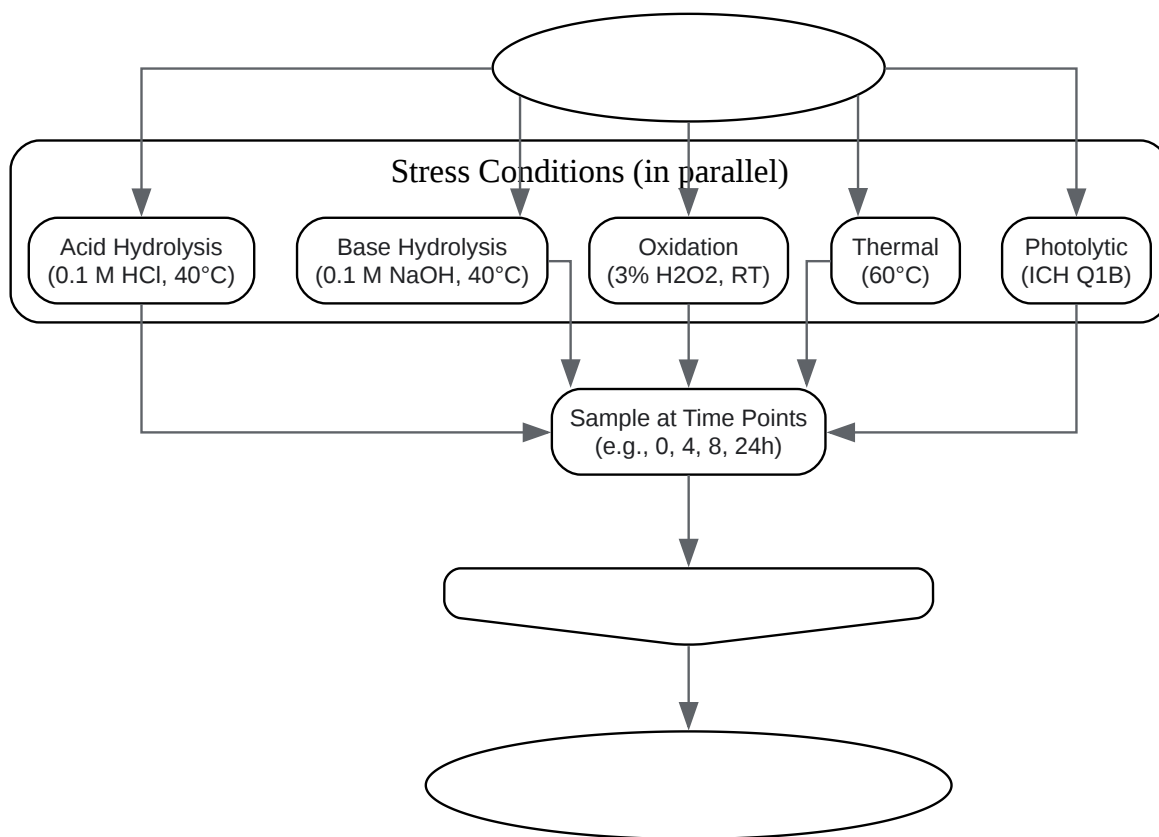 Stress Conditions (in parallel)
Acid Hydrolysis
(0.1 M HCl, 40°C)
Base Hydrolysis
(0.1 M NaOH, 40°C)
Oxidation
(3% H2O2, RT)
Thermal
(60°C)
Photolytic
(ICH Q1B)
Sample at Time Points
(e.g., 0, 4, 8, 24h)